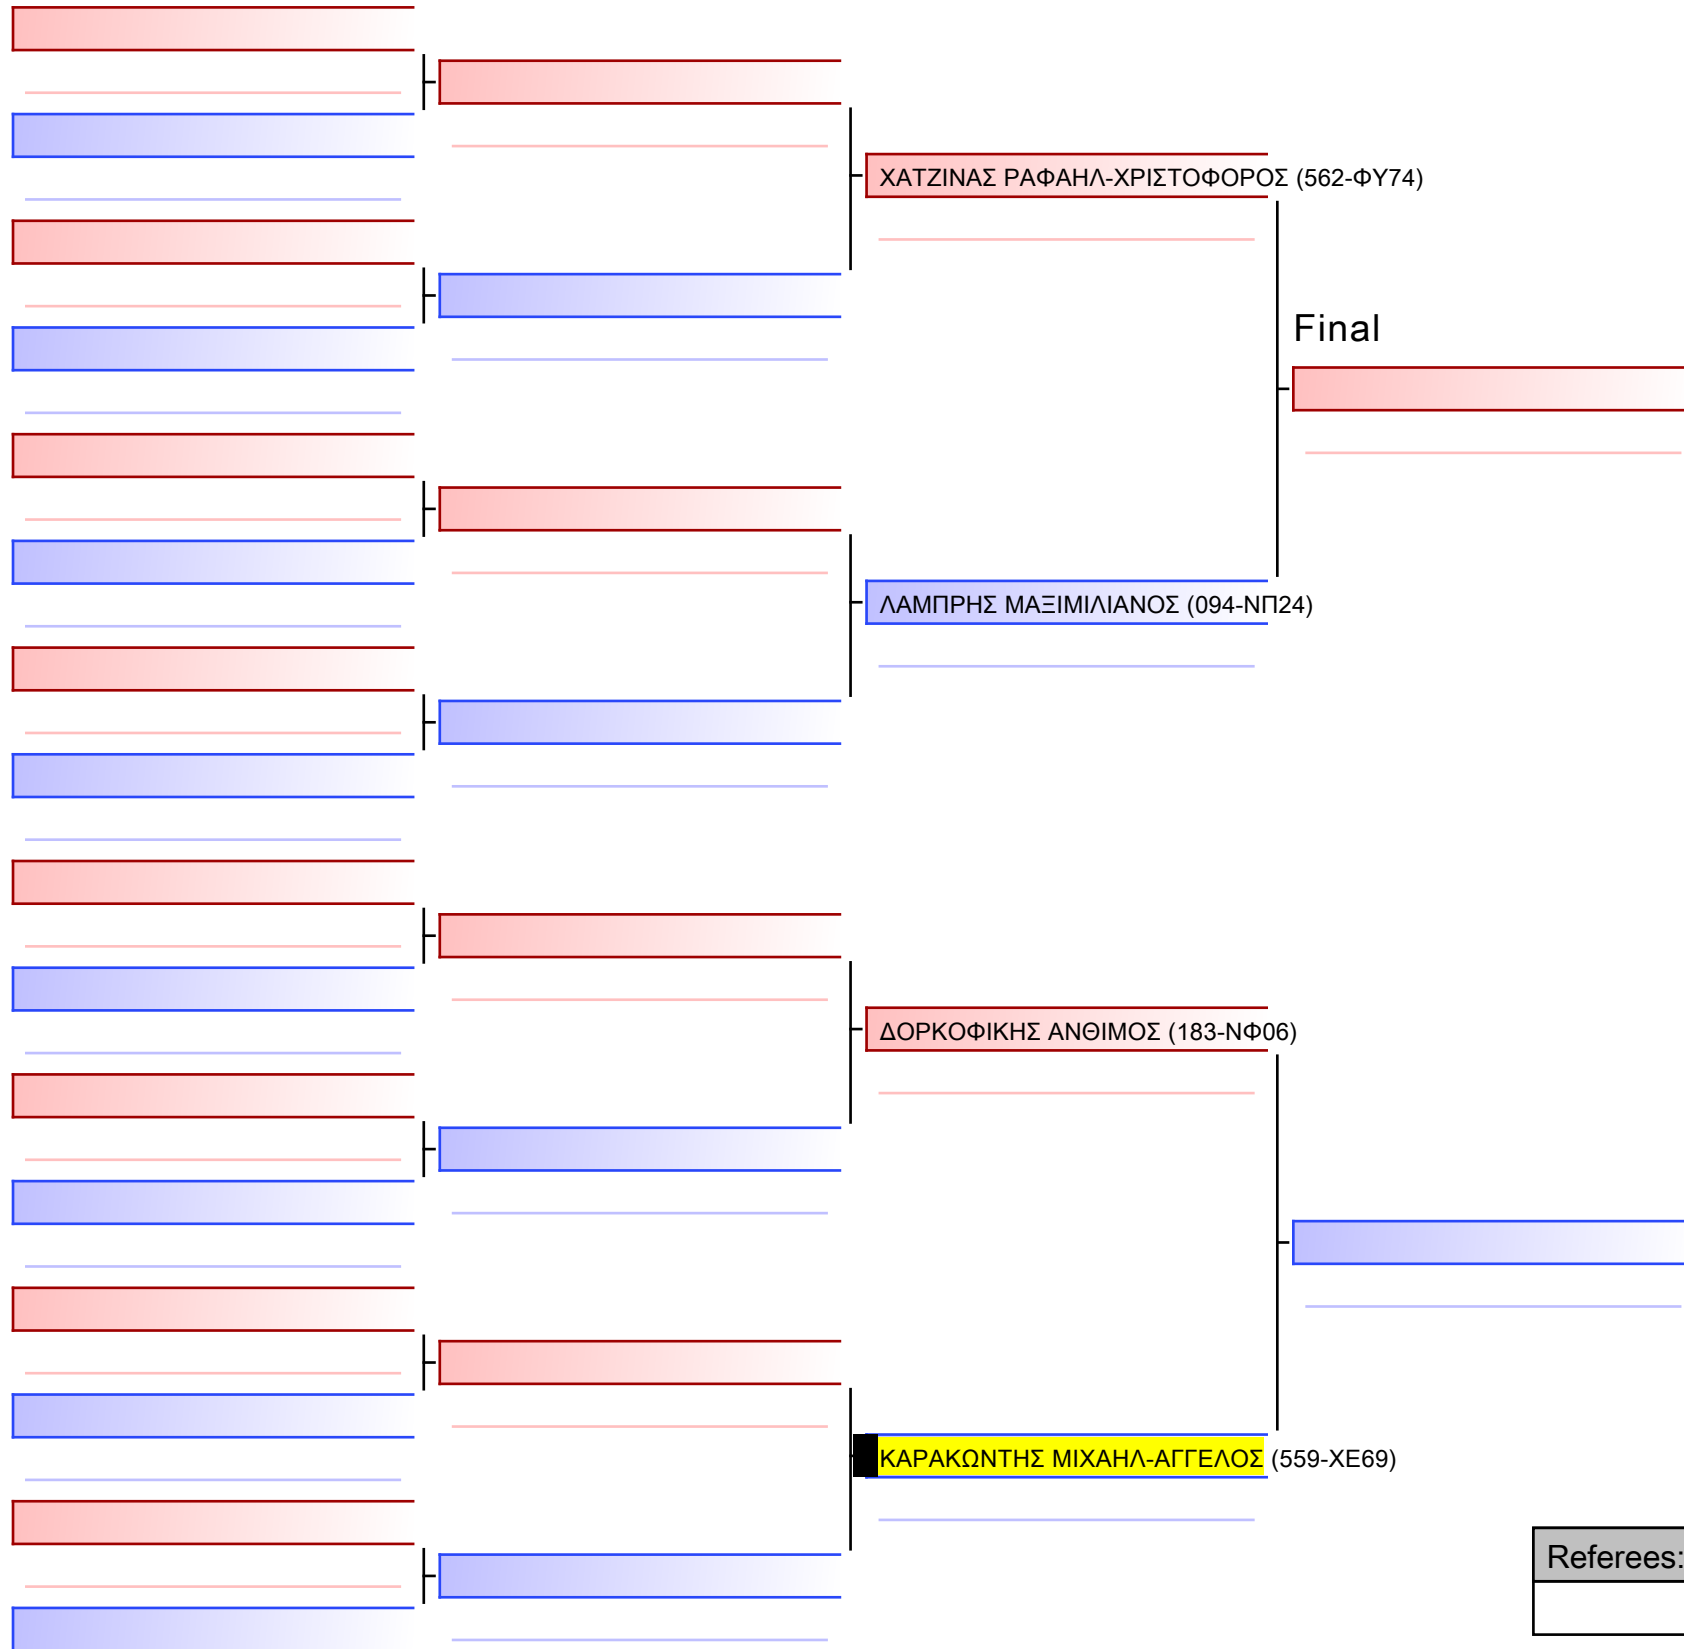 ΧΑΤΖΙΝΑΣ ΡΑΦΑΗΛ-ΧΡΙΣΤΟΦΟΡΟΣ (562-ΦΥ74)
Final
ΛΑΜΠΡΗΣ ΜΑΞΙΜΙΛΙΑΝΟΣ (094-ΝΠ24)
ΔΟΡΚΟΦΙΚΗΣ ΑΝΘΙΜΟΣ (183-ΝΦ06)
ΚΑΡΑΚΩΝΤΗΣ ΜΙΧΑΗΛ-ΑΓΓΕΛΟΣ (559-ΧΕ69)
Referees: